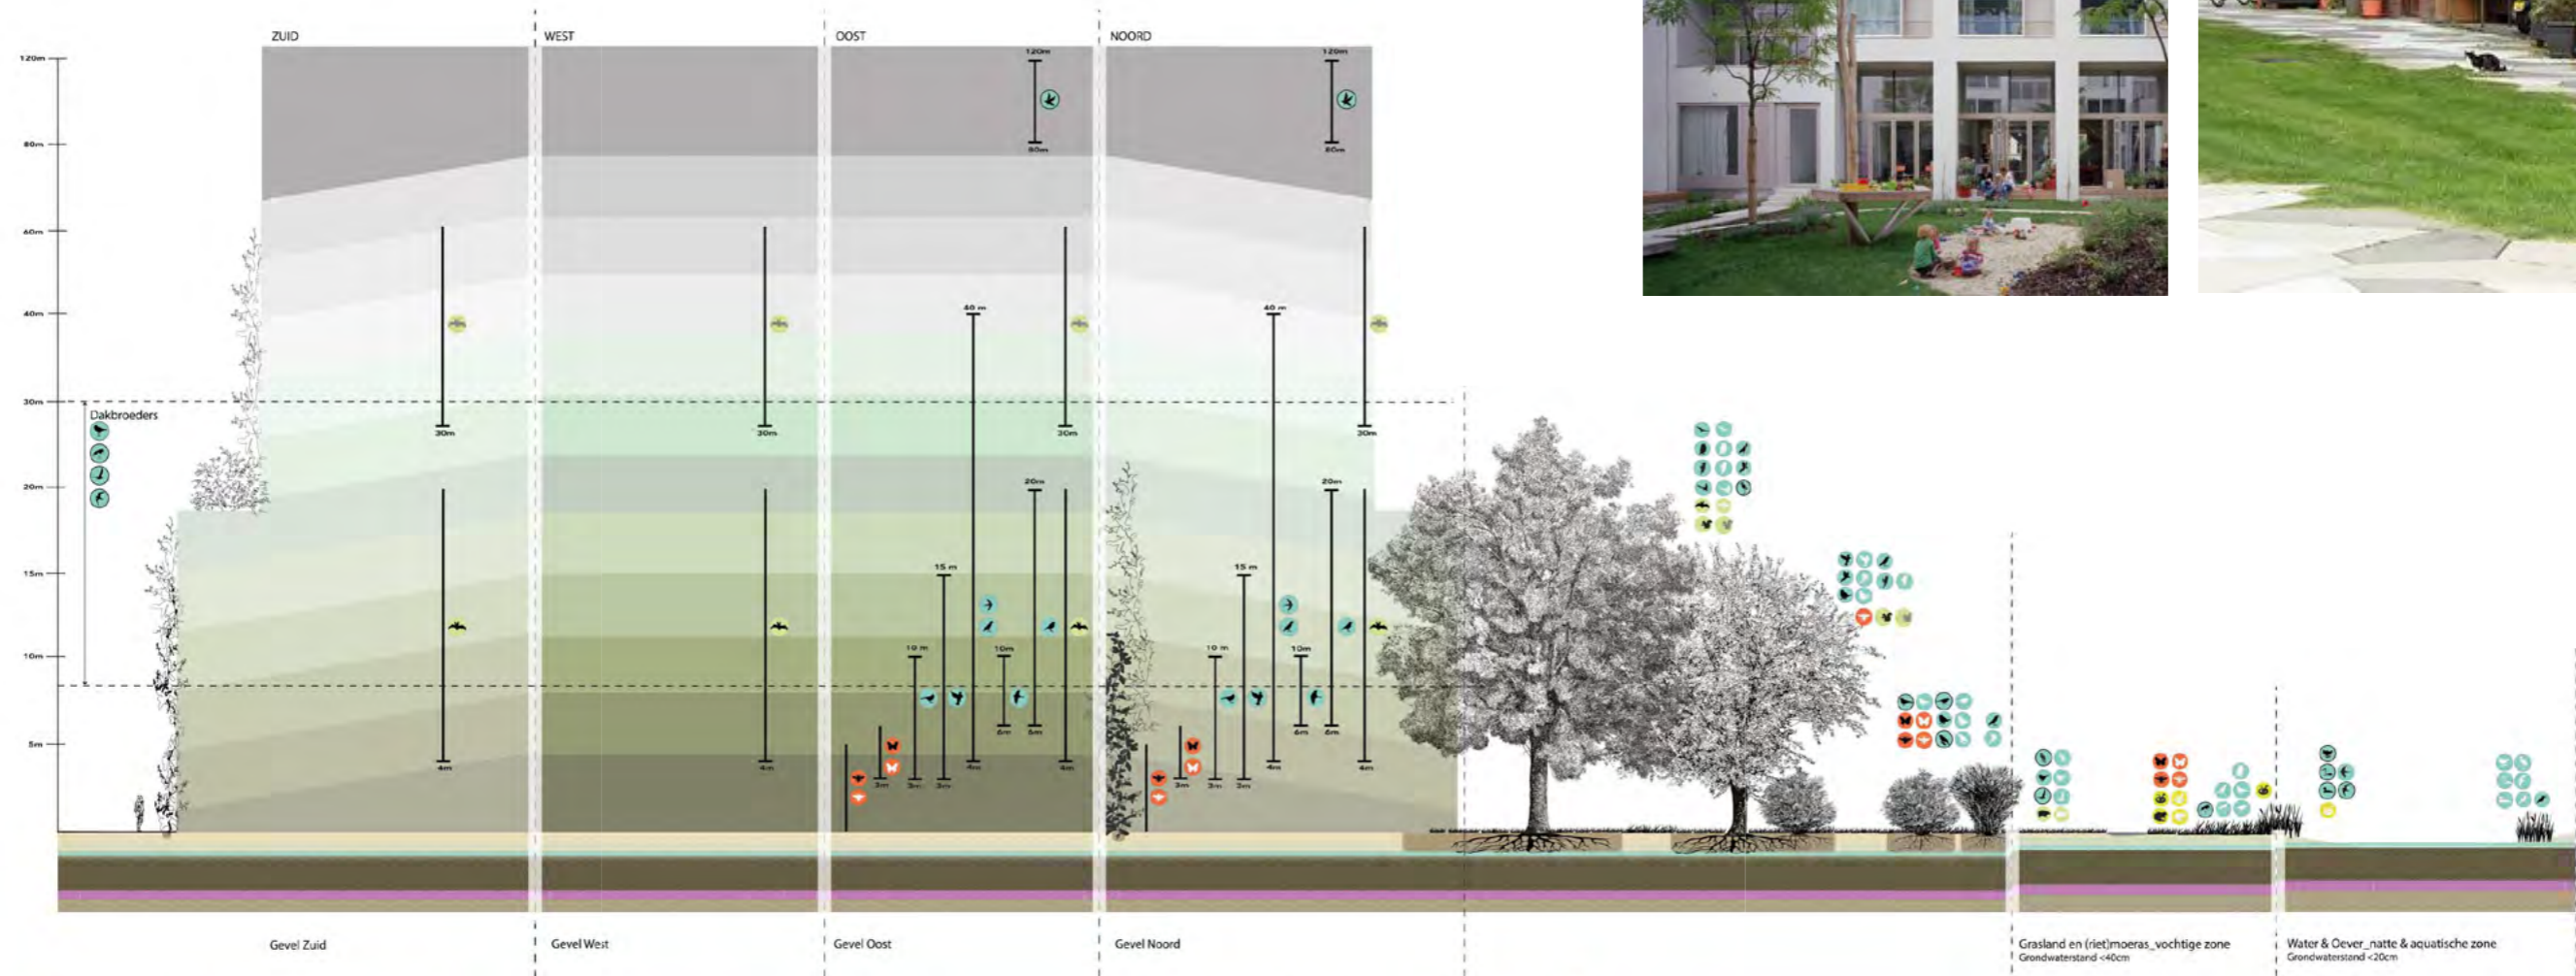 ZUID
WEST
OOST
NOORD
120m
80m
60m
40m
30m
20m
15m
10m
5m
Dakbroeders
30m
4m
30m
4m
120m
80m
40 m
30m
20m
15 m
10 m
10m
6m
6m
4m
4m
3m
3m
3m
120m
80m
40 m
30m
20m
15 m
10 m
10m
6m
6m
4m
4m
3m
3m
3m
Gevel Zuid
Gevel West
Gevel Oost
Gevel Noord
Grasland en (riet)moeras_vochtige zone
Grondwaterstand <40cm
Water & Oever_natte & aquatische zone
Grondwaterstand <20cm